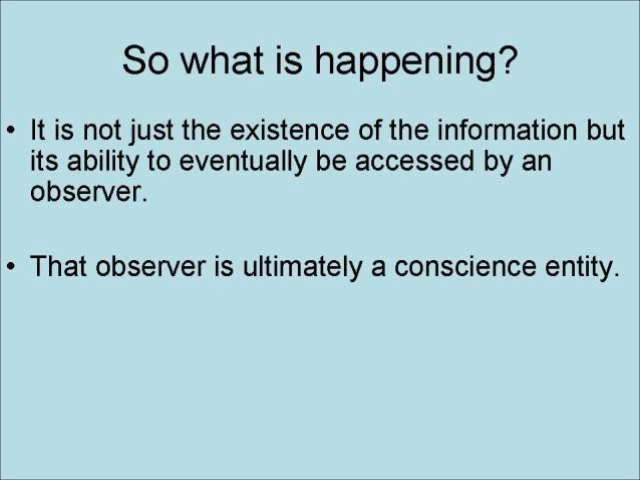 So what is happening?
• It is not just the existence of the information but
its ability to eventually be accessed by an
observer.
• That observer is ultimately a conscience entity.